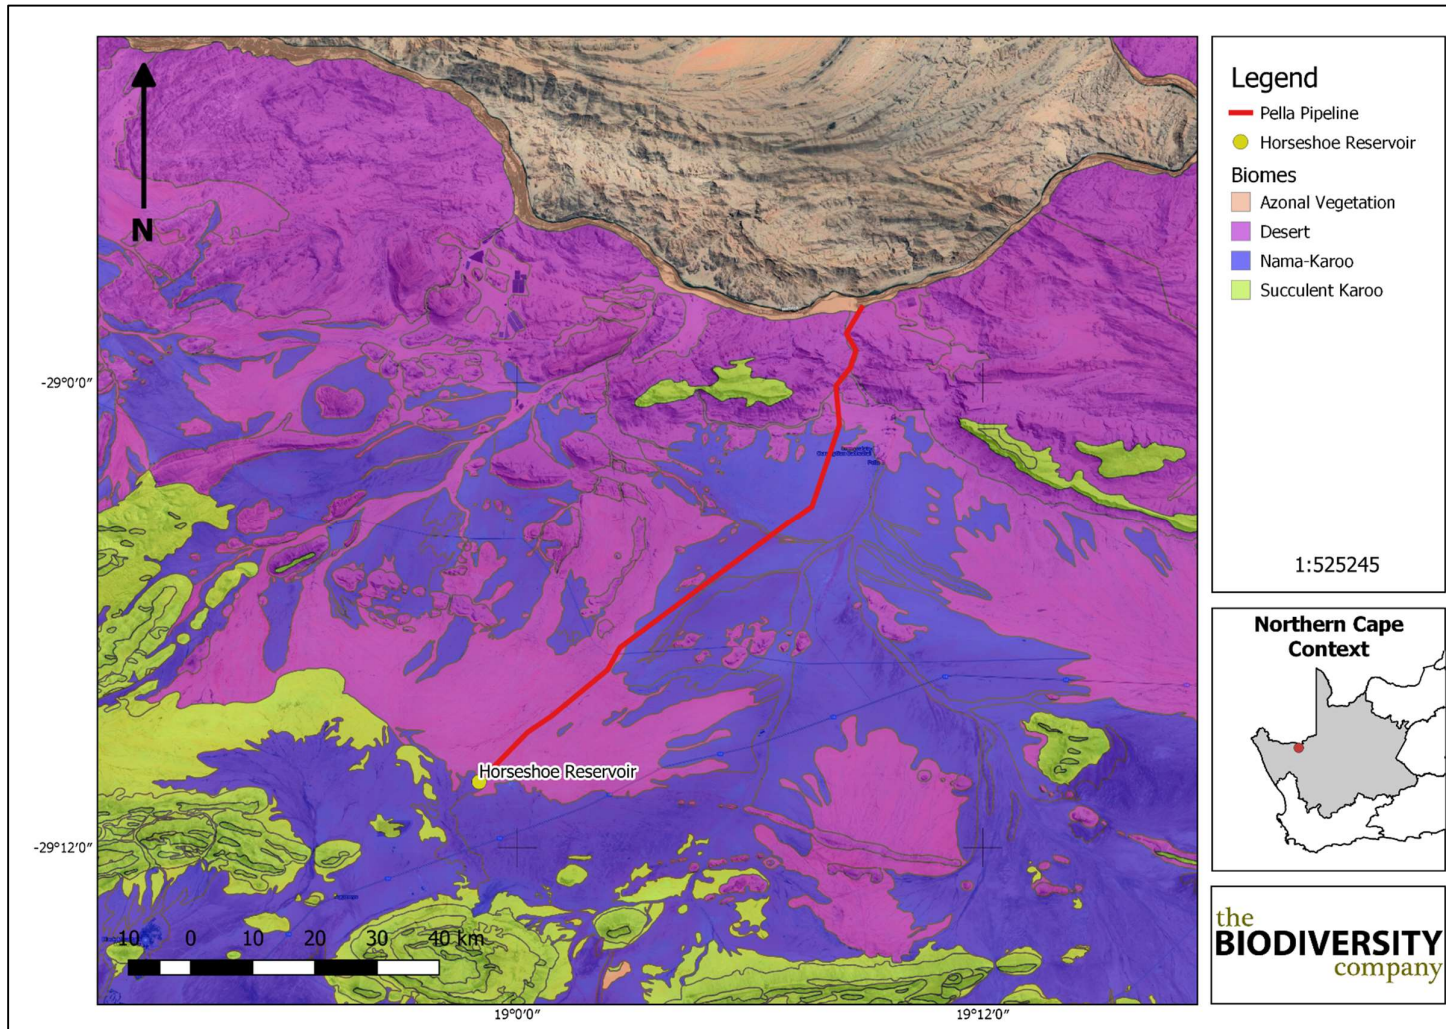 N
-29°0'0"
-29°12'0"
19°0'0"
19°12'0"
Horseshoe Reservoir
Pella
10 0 10 20 30 40 km
Legend
Pella Pipeline
Horseshoe Reservoir
Biomes
Azonal Vegetation
Desert
Nama-Karoo
Succulent Karoo
1:525245
Northern Cape
Context
the
BIODIVERSITY
company